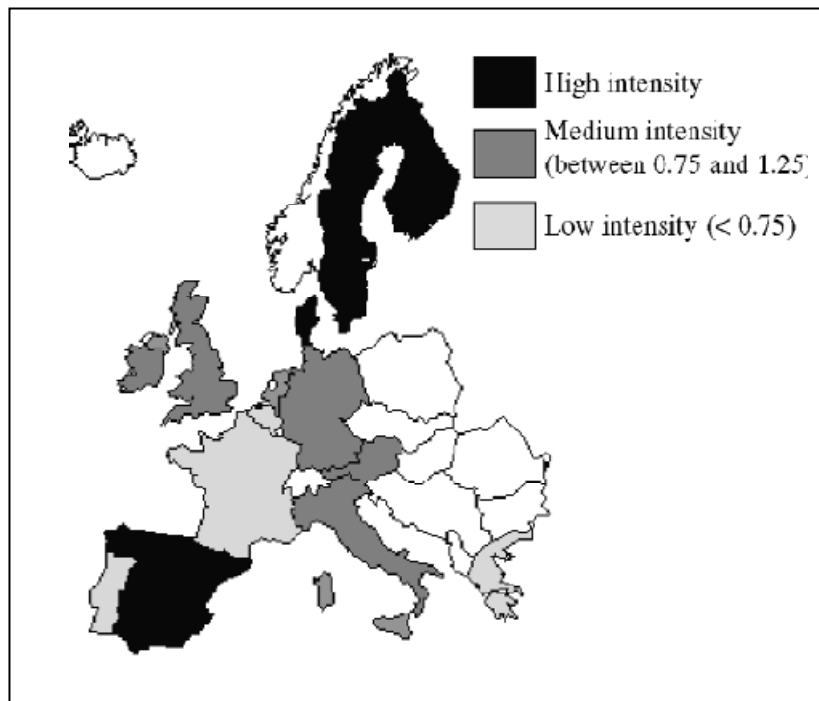 High intensity
Medium intensity
(between 0.75 and 1.25)
Low intensity (< 0.75)